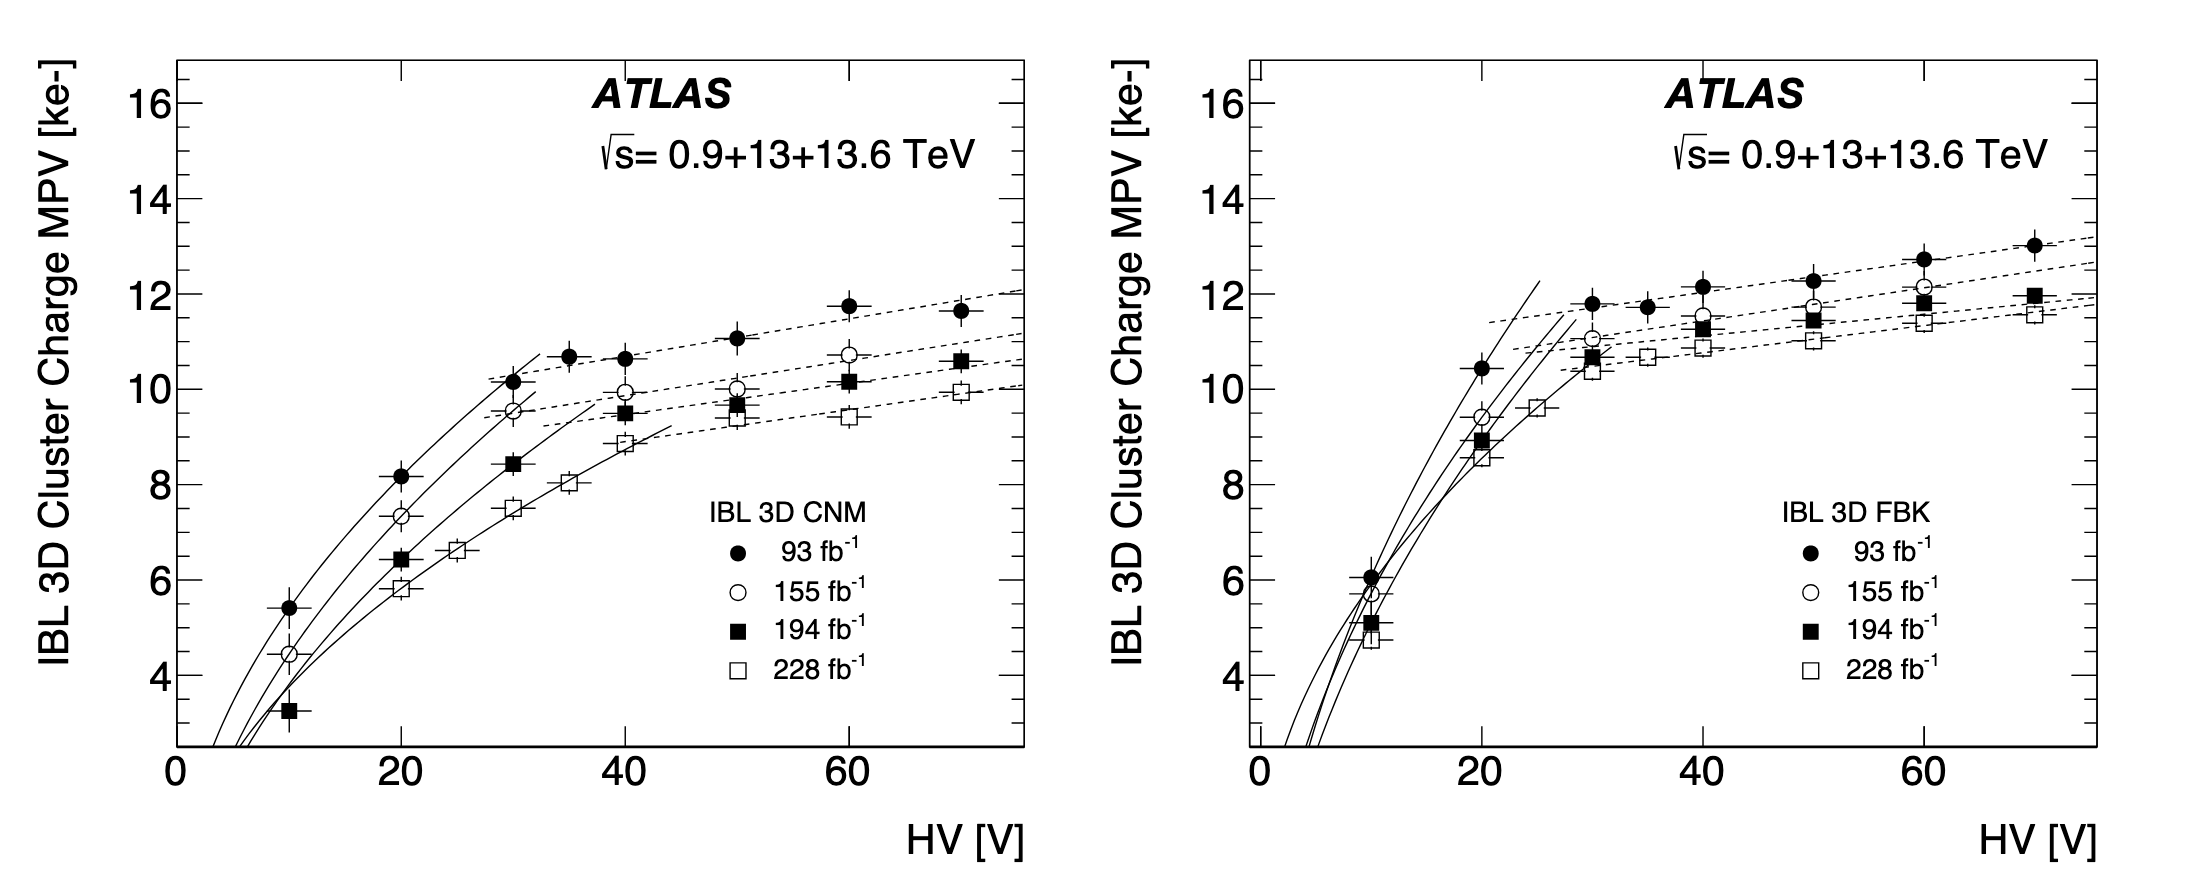 IBL 3D Cluster Charge MPV [ke-]
16
14
12
10
8
6
4
ATLAS
√s= 0.9+13+13.6 TeV
IBL 3D CNM
93 fb⁻¹
155 fb⁻¹
194 fb⁻¹
228 fb⁻¹
0 20 40 60
HV [V]
IBL 3D Cluster Charge MPV [ke-]
16
14
12
10
8
6
4
ATLAS
√s= 0.9+13+13.6 TeV
IBL 3D FBK
93 fb⁻¹
155 fb⁻¹
194 fb⁻¹
228 fb⁻¹
0 20 40 60
HV [V]